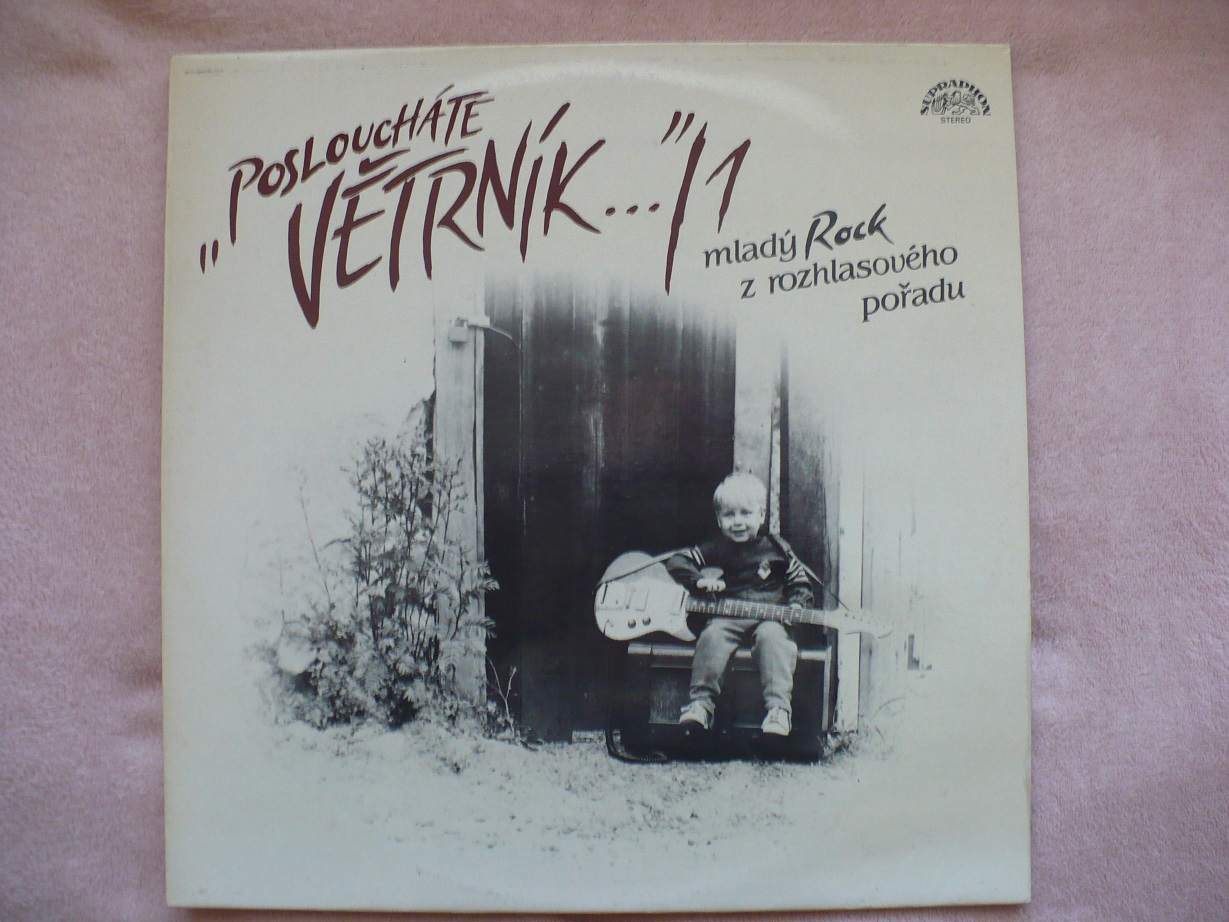 „POSLOUCHÁTE
VĚTRNÍK..."/1
mladý Rock
z rozhlasového
pořadu
SUPRAPHON
STEREO